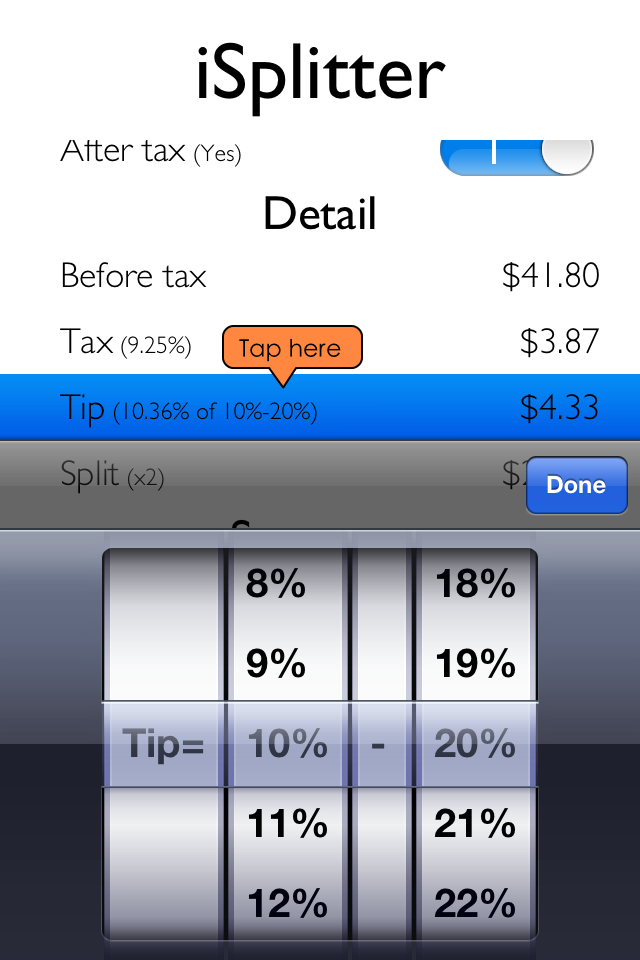 iSplitter
After tax (Yes)
Detail
Before tax $41.80
Tax (9.25%) $3.87
Tap here
Tip (10.36% of 10%-20%) $4.33
Split (x2) $2
Done
8% 18%
9% 19%
Tip= 10% - 20%
11% 21%
12% 22%